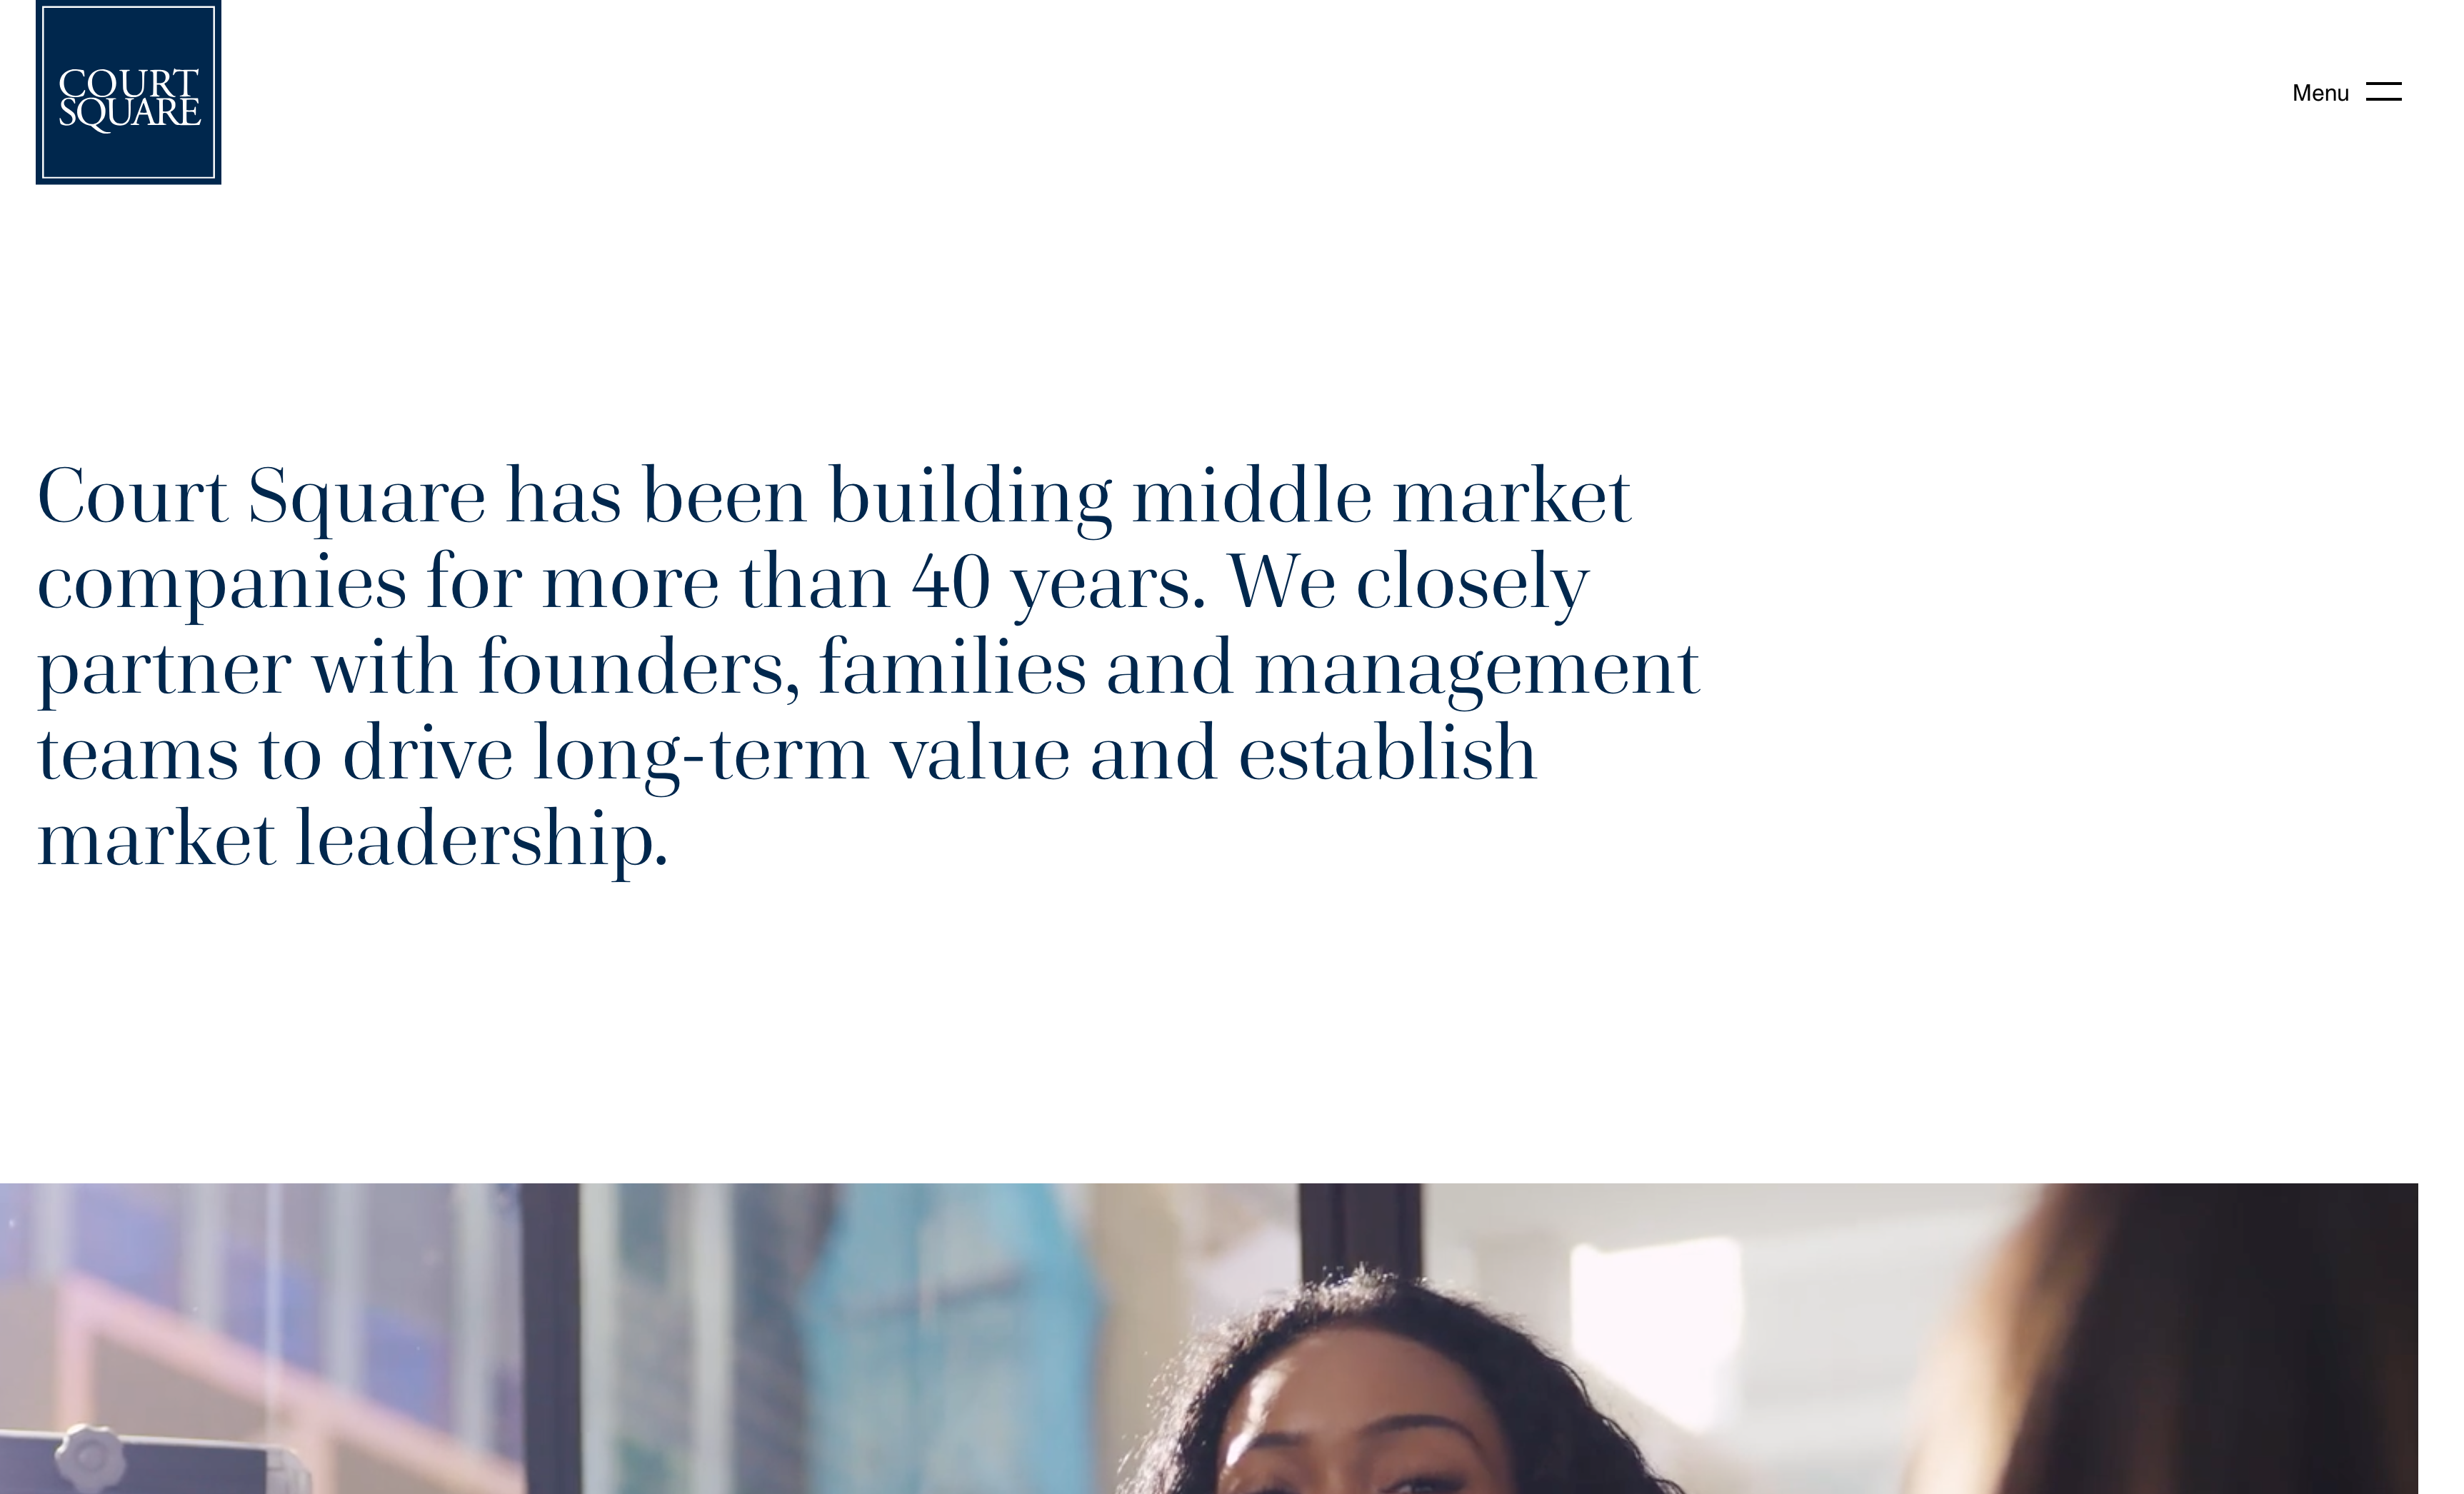 COURT
SQUARE
Menu
Court Square has been building middle market
companies for more than 40 years. We closely
partner with founders, families and management
teams to drive long-term value and establish
market leadership.